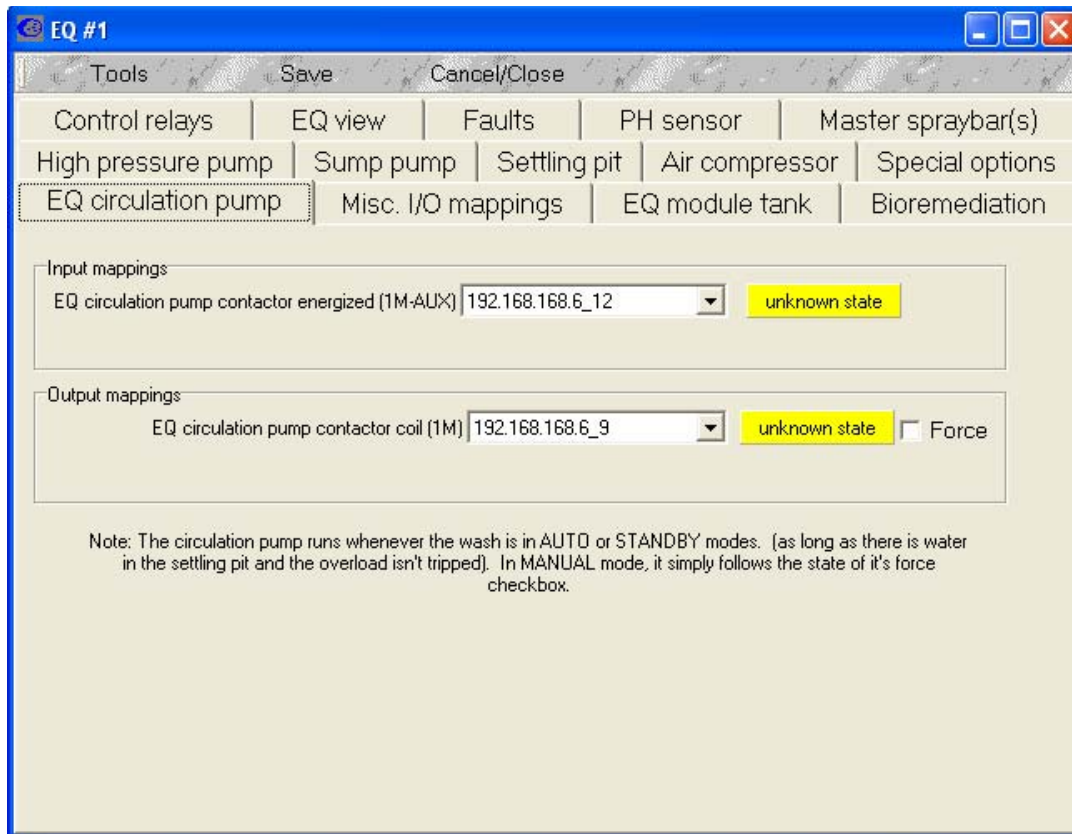 EQ #1
Tools Save Cancel/Close
Control relays EQ view Faults PH sensor Master spraybar(s)
High pressure pump Sump pump Settling pit Air compressor Special options
EQ circulation pump Misc. I/O mappings EQ module tank Bioremediation
Input mappings
EQ circulation pump contactor energized (1M-AUX) 192.168.168.6_12 unknown state
Output mappings
EQ circulation pump contactor coil (1M) 192.168.168.6_9 unknown state Force
Note: The circulation pump runs whenever the wash is in AUTO or STANDBY modes. (as long as there is water
in the settling pit and the overload isn't tripped). In MANUAL mode, it simply follows the state of it's force
checkbox.